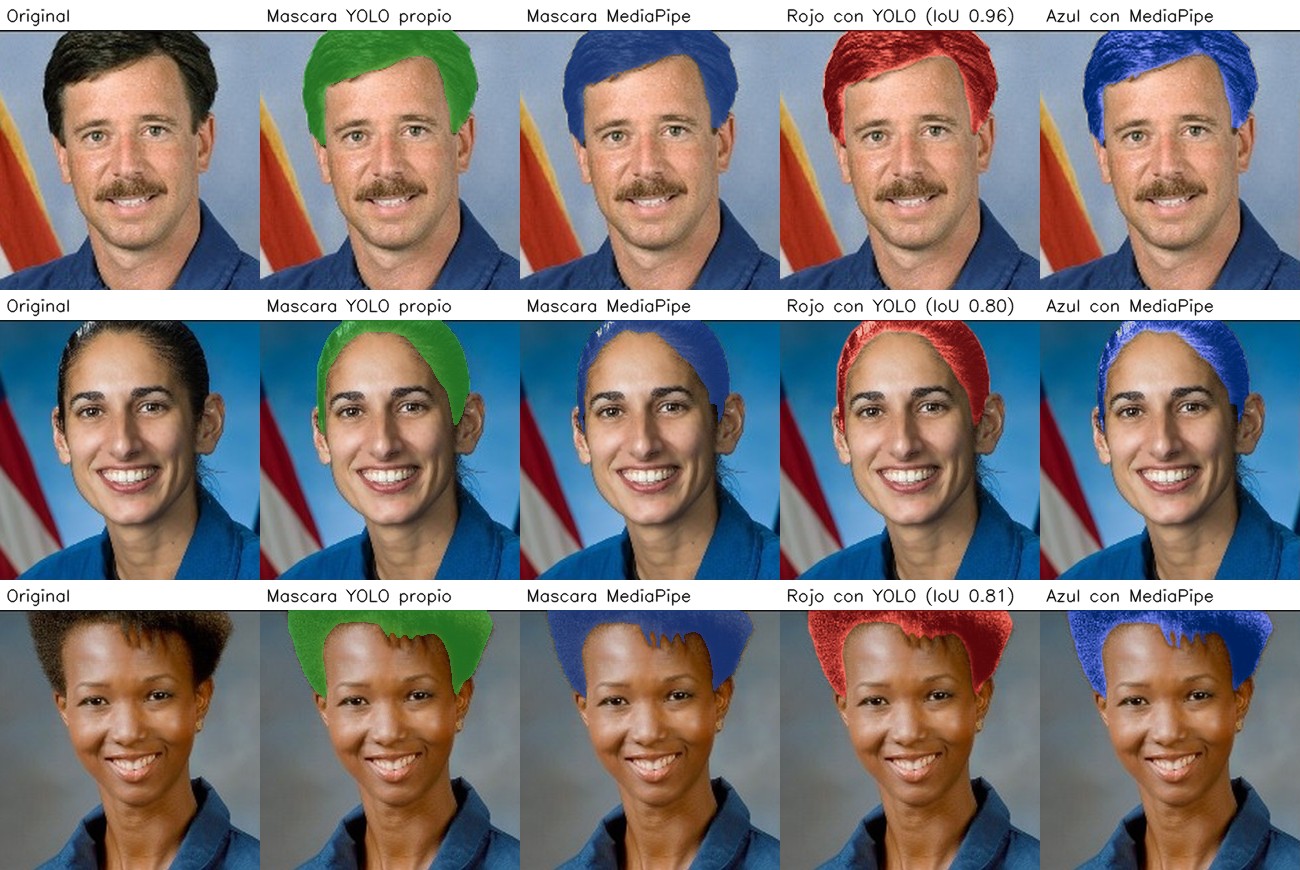 Original Mascara YOLO propio Mascara MediaPipe Rojo con YOLO (IoU 0.96) Azul con MediaPipe
Original Mascara YOLO propio Mascara MediaPipe Rojo con YOLO (IoU 0.80) Azul con MediaPipe
Original Mascara YOLO propio Mascara MediaPipe Rojo con YOLO (IoU 0.81) Azul con MediaPipe